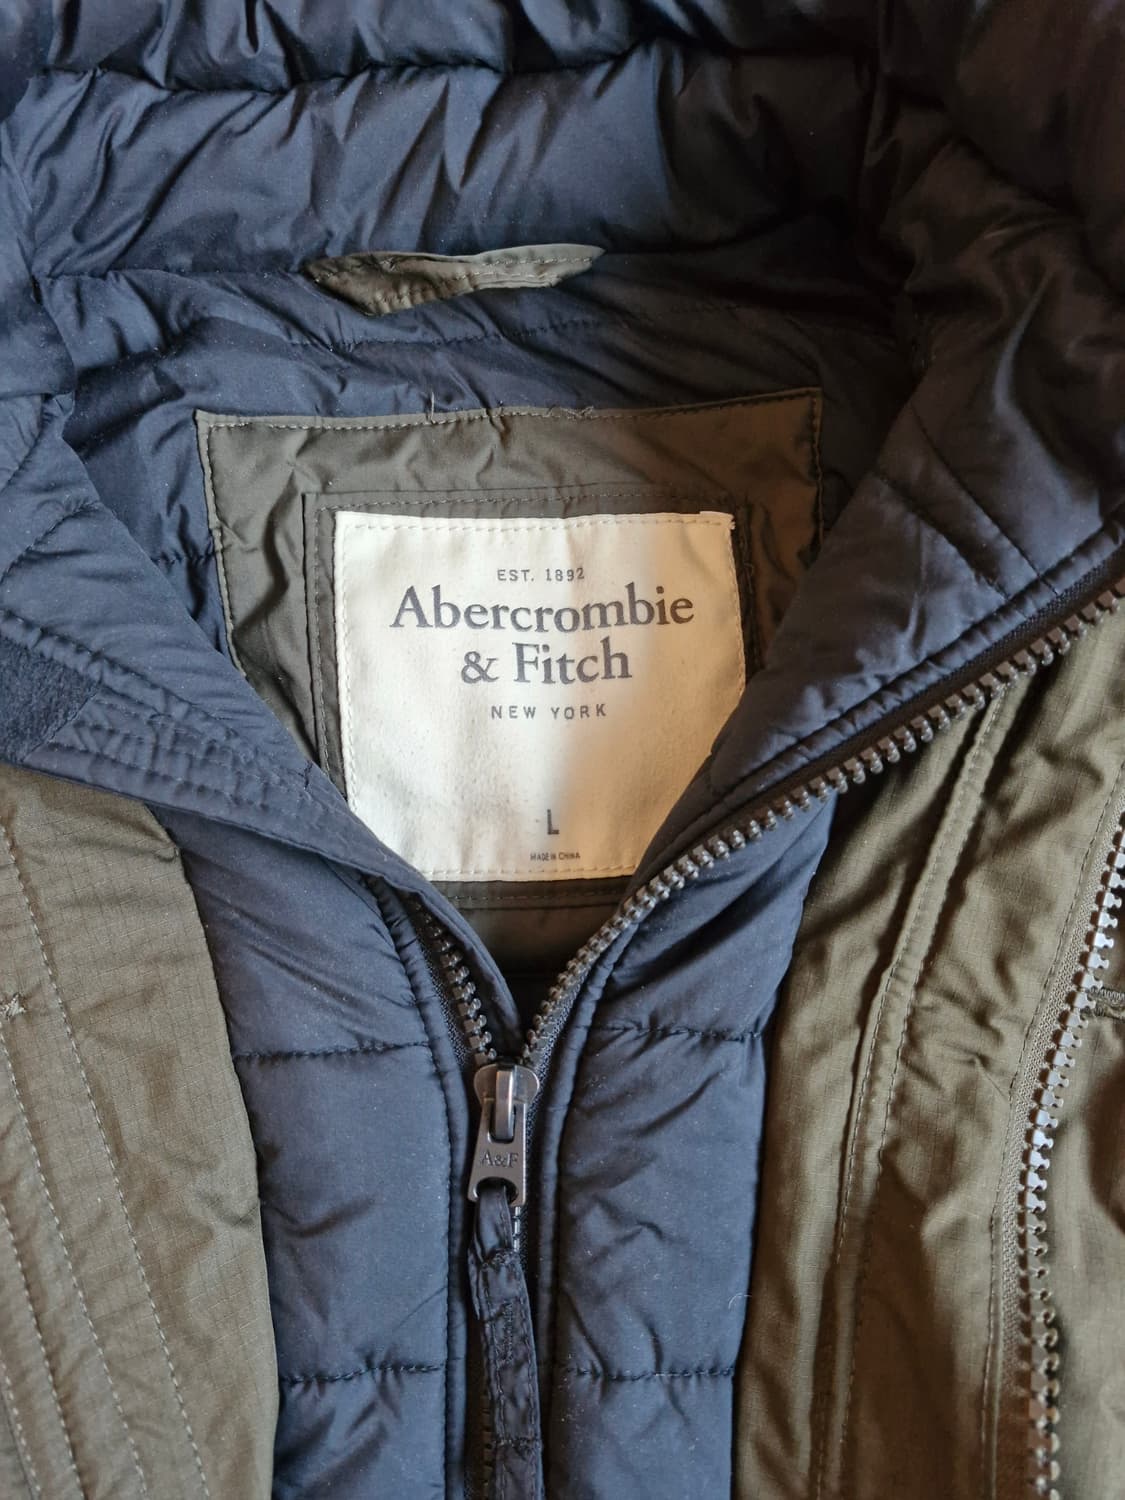 EST. 1892
Abercrombie
& Fitch
NEW YORK
L
MADE IN CHINA
A&F